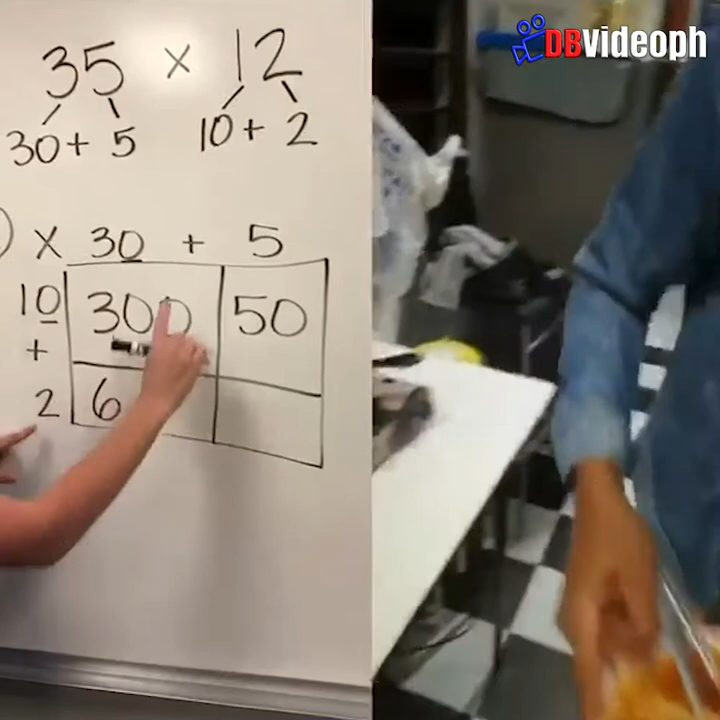 DBvideoph
35 x 12
30 + 5 10 + 2
x 30 + 5
10 300 50
+
2 6